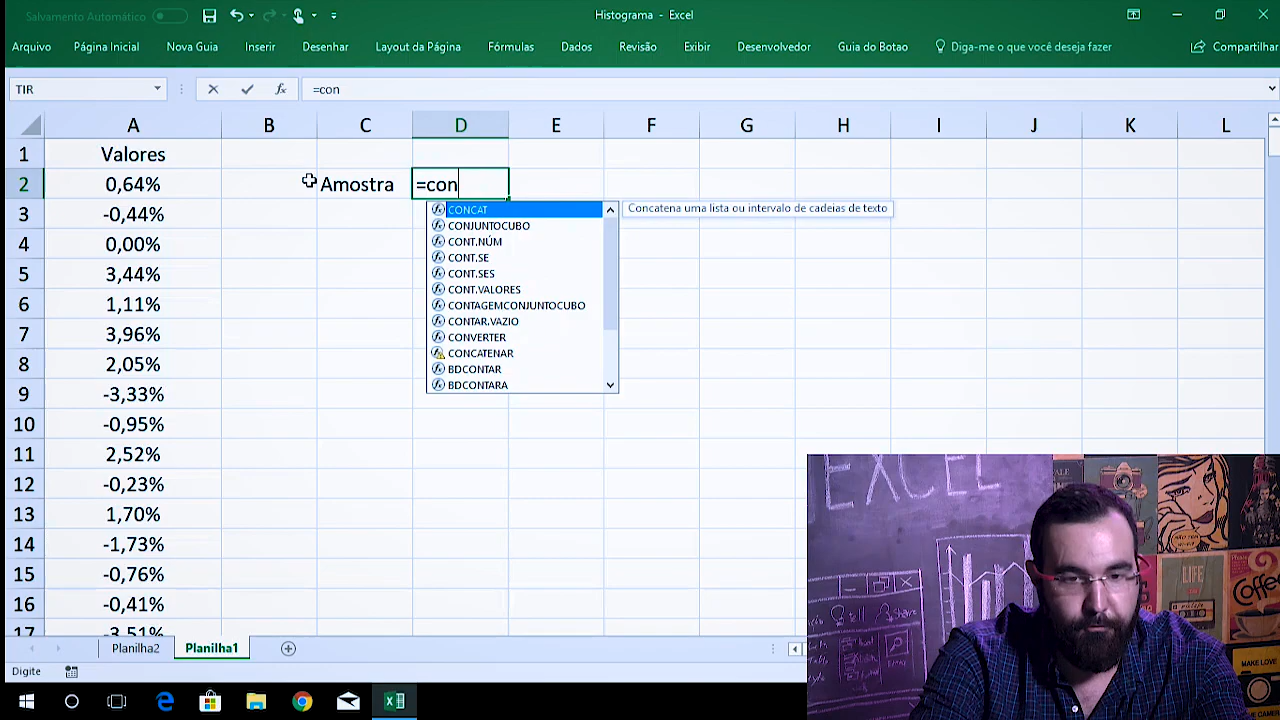 Salvamento Automático
Histograma - Excel
Arquivo Página Inicial Nova Guia Inserir Desenhar Layout da Página Fórmulas Dados Revisão Exibir Desenvolvedor Guia do Botao Diga-me o que você deseja fazer Compartilhar
TIR fx =con
A B C D E F G H I J K L
1 Valores
2 0,64% Amostra =con
CONCAT Concatena uma lista ou intervalo de cadeias de texto
3 -0,44%
CONJUNTOCUBO
4 0,00% CONT.NÚM
CONT.SE
5 3,44% CONT.SES
CONT.VALORES
6 1,11% CONTAGEMCONJUNTOCUBO
CONTAR.VAZIO
7 3,96% CONVERTER
CONCATENAR
8 2,05% BDCONTAR
BDCONTARA
9 -3,33%
10 -0,95%
11 2,52%
12 -0,23%
13 1,70%
14 -1,73%
15 -0,76%
16 -0,41%
17 -3,51%
EXCEL
LIFE
Coffee
MAKE LOVE
Planilha2 Planilha1
Digite